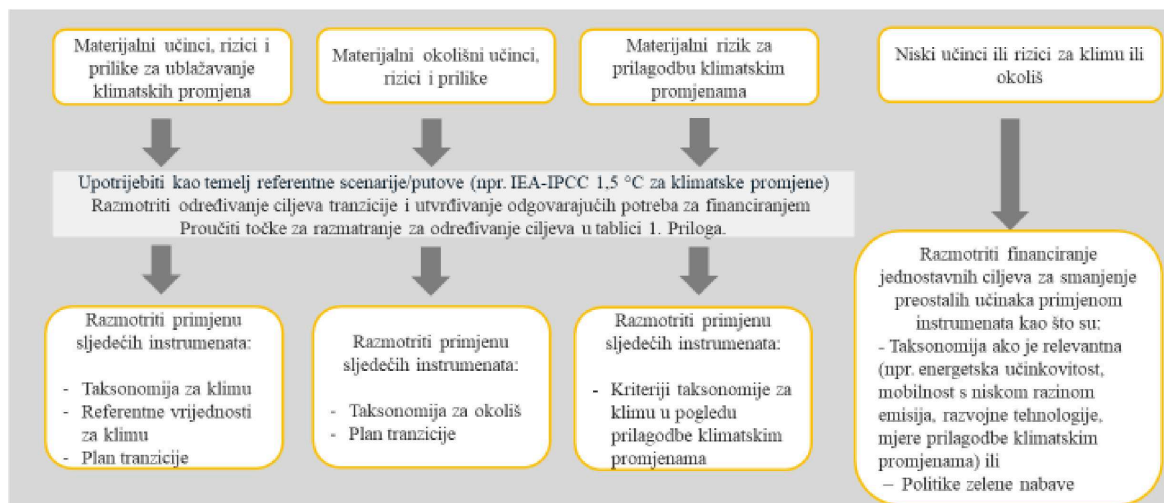 Materijalni učinci, rizici i
prilike za ublažavanje
klimatskih promjena
Materijalni okolišni učinci,
rizici i prilike
Materijalni rizik za
prilagodbu klimatskim
promjenama
Niski učinci ili rizici za klimu ili
okoliš
Upotrijebiti kao temelj referentne scenarije/putove (npr. IEA-IPCC 1,5 °C za klimatske promjene)
Razmotriti određivanje ciljeva tranzicije i utvrđivanje odgovarajućih potreba za financiranjem
Proučiti točke za razmatranje za određivanje ciljeva u tablici 1. Priloga.
Razmotriti primjenu
sljedećih instrumenata:
- Taksonomija za klimu
- Referentne vrijednosti
za klimu
- Plan tranzicije
Razmotriti primjenu
sljedećih instrumenata:
- Taksonomija za okoliš
- Plan tranzicije
Razmotriti primjenu
sljedećih instrumenata:
- Kriteriji taksonomije za
klimu u pogledu
prilagodbe klimatskim
promjenama
Razmotriti financiranje
jednostavnih ciljeva za smanjenje
preostalih učinaka primjenom
instrumenata kao što su:
- Taksonomija ako je relevantna
(npr. energetska učinkovitost,
mobilnost s niskom razinom
emisija, razvojne tehnologije,
mjere prilagodbe klimatskim
promjenama) ili
– Politike zelene nabave